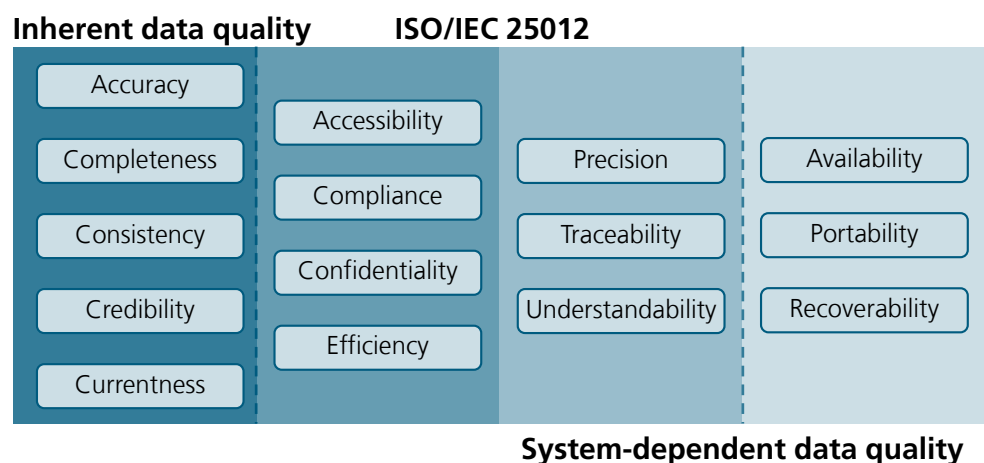 Inherent data quality
ISO/IEC 25012
Accuracy
Completeness
Consistency
Credibility
Currentness
Accessibility
Compliance
Confidentiality
Efficiency
Precision
Traceability
Understandability
Availability
Portability
Recoverability
System-dependent data quality